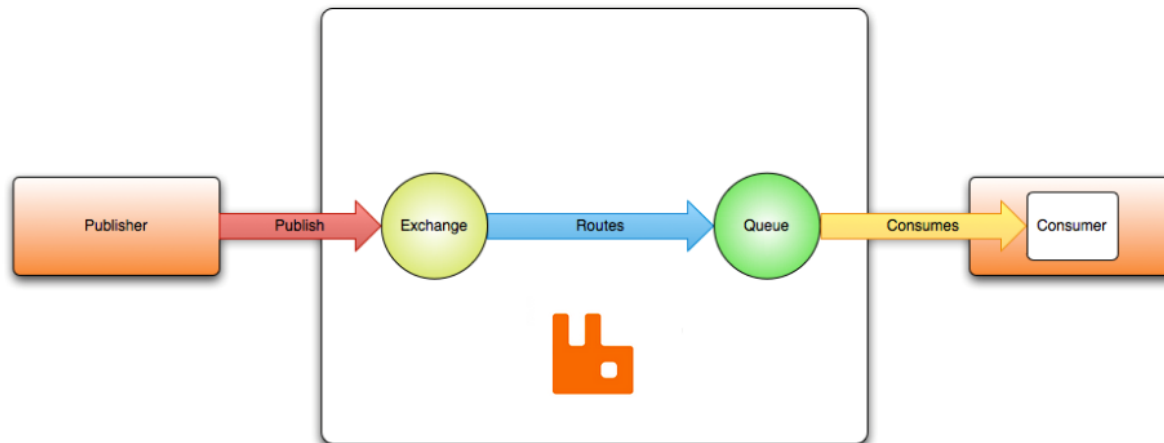 Publisher
Publish
Exchange
Routes
Queue
Consumes
Consumer